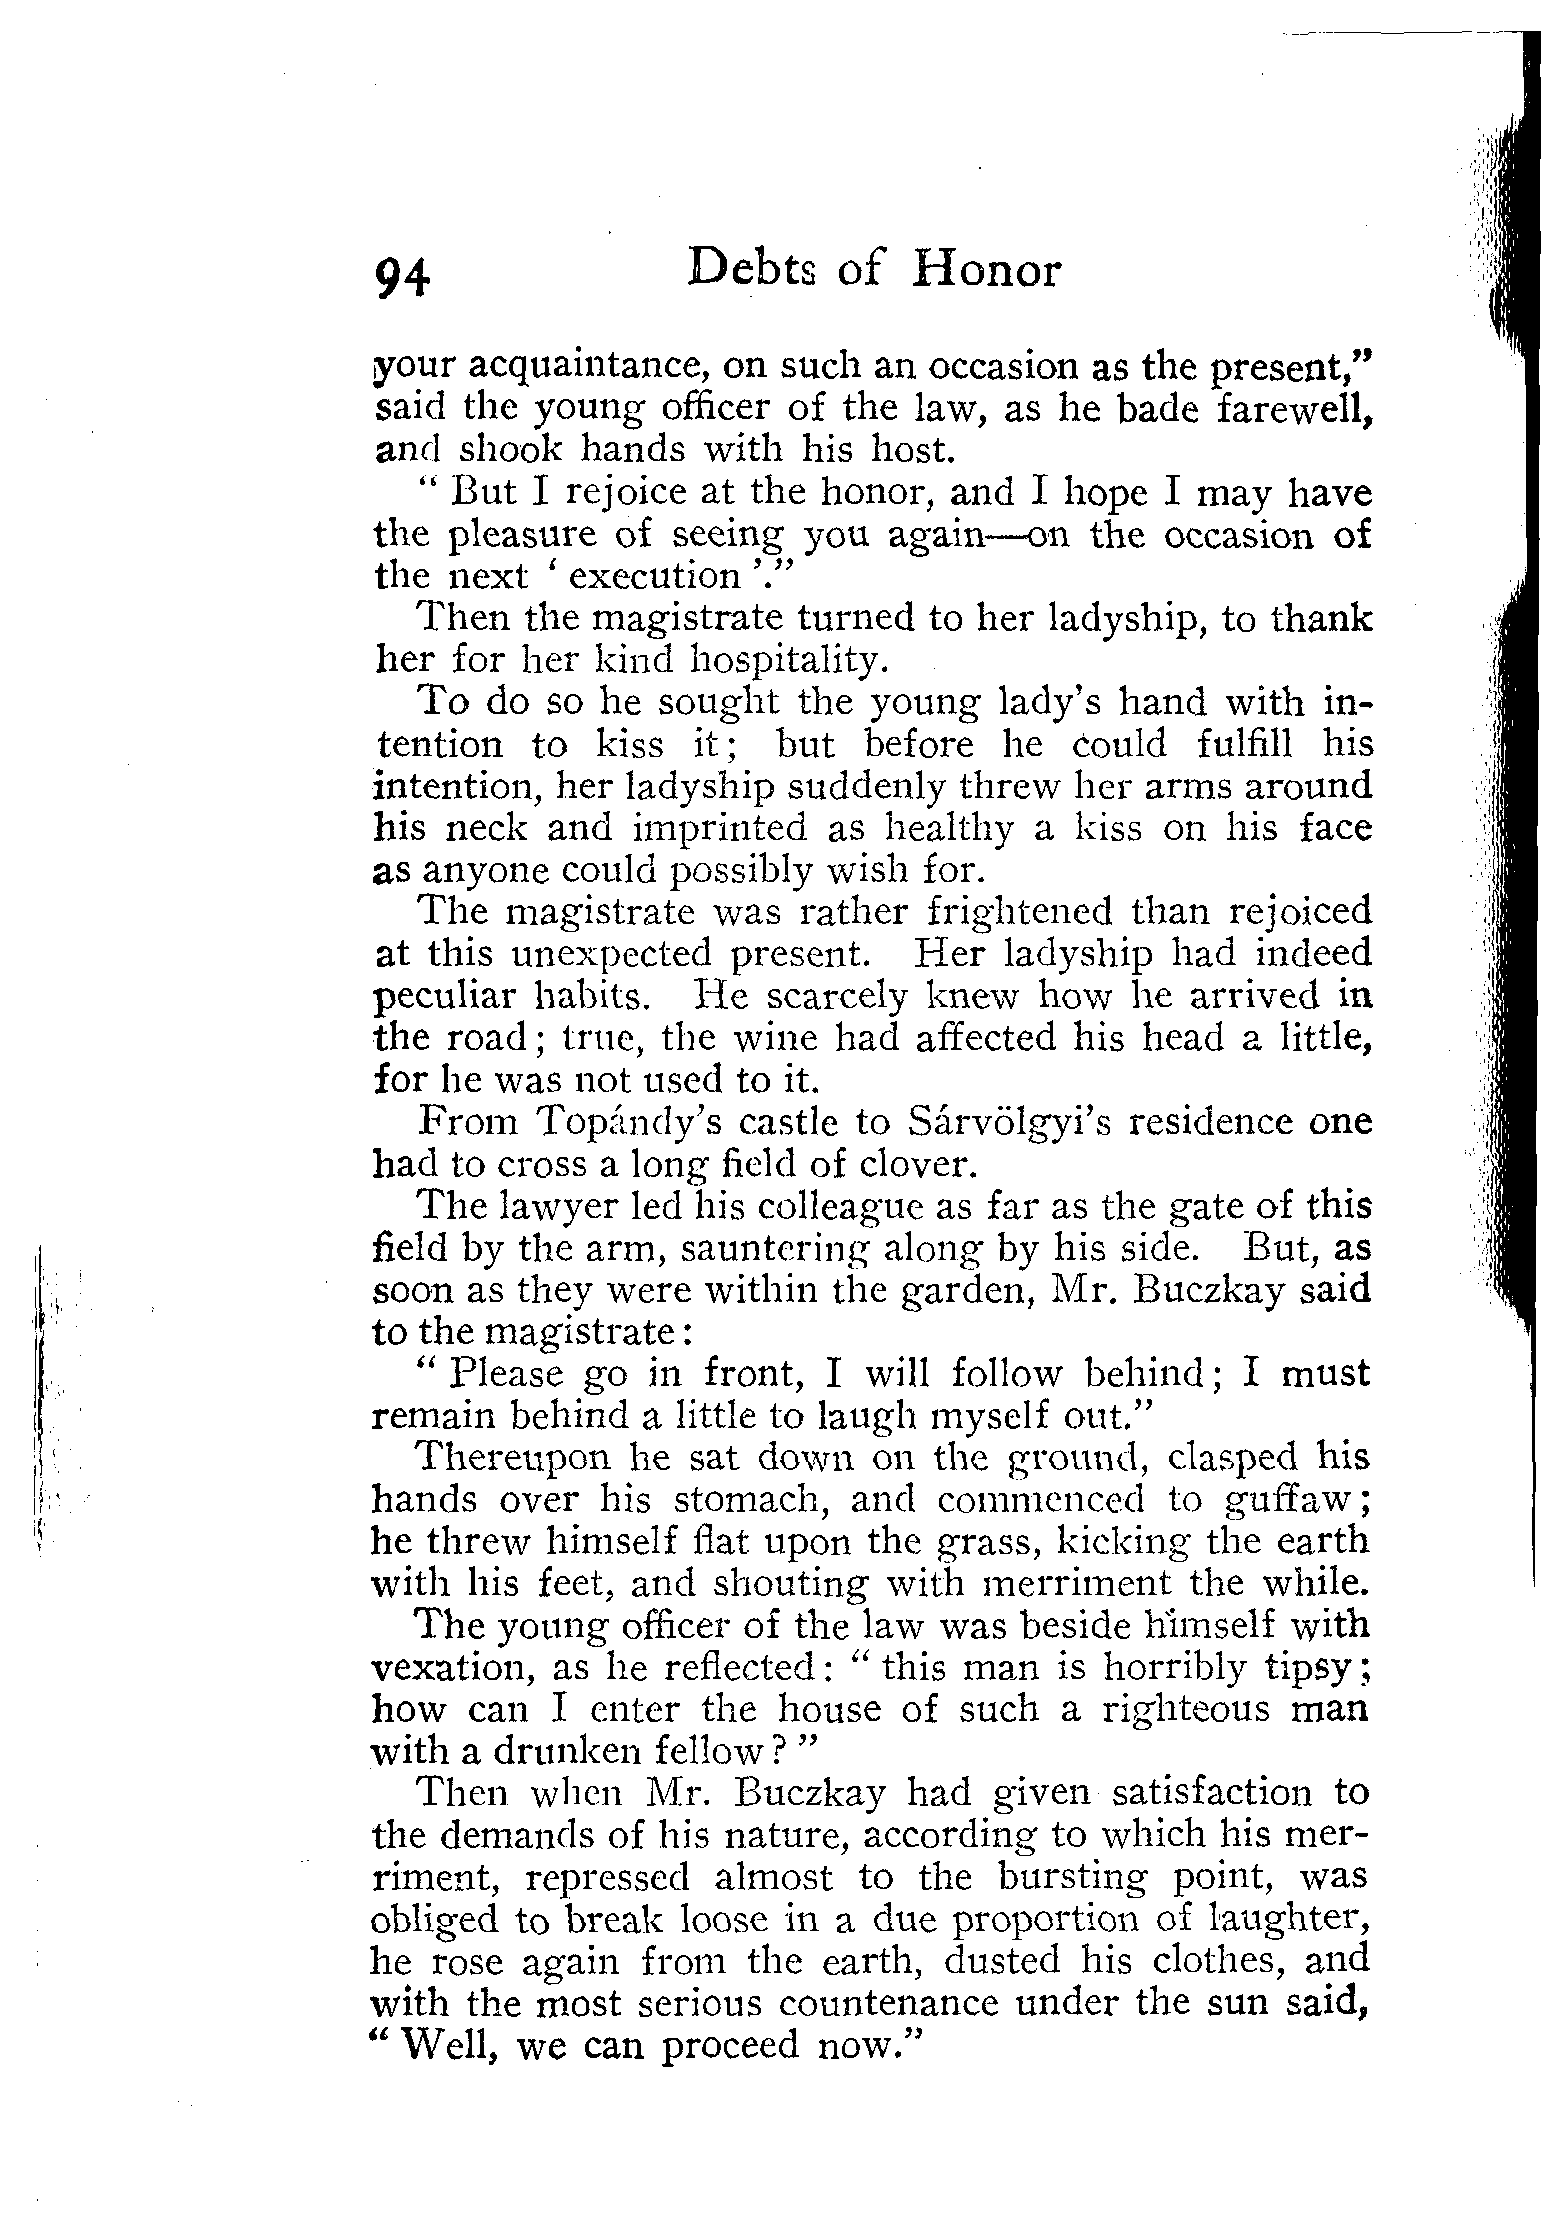 94 Debts of Honor
your acquaintance, on such an occasion as the present,”
said the young officer of the law, as he bade farewell,
and shook hands with his host.
“ But I rejoice at the honor, and I hope I may have
the pleasure of seeing you again—on the occasion of
the next ‘ execution ’.”
Then the magistrate turned to her ladyship, to thank
her for her kind hospitality.
To do so he sought the young lady’s hand with in-
tention to kiss it; but before he could fulfill his
intention, her ladyship suddenly threw her arms around
his neck and imprinted as healthy a kiss on his face
as anyone could possibly wish for.
The magistrate was rather frightened than rejoiced
at this unexpected present. Her ladyship had indeed
peculiar habits. He scarcely knew how he arrived in
the road; true, the wine had affected his head a little,
for he was not used to it.
From Topándy’s castle to Sárvölgyi’s residence one
had to cross a long field of clover.
The lawyer led his colleague as far as the gate of this
field by the arm, sauntering along by his side. But, as
soon as they were within the garden, Mr. Buczkay said
to the magistrate:
“ Please go in front, I will follow behind; I must
remain behind a little to laugh myself out.”
Thereupon he sat down on the ground, clasped his
hands over his stomach, and commenced to guffaw;
he threw himself flat upon the grass, kicking the earth
with his feet, and shouting with merriment the while.
The young officer of the law was beside himself with
vexation, as he reflected: “ this man is horribly tipsy;
how can I enter the house of such a righteous man
with a drunken fellow? ”
Then when Mr. Buczkay had given satisfaction to
the demands of his nature, according to which his mer-
riment, repressed almost to the bursting point, was
obliged to break loose in a due proportion of laughter,
he rose again from the earth, dusted his clothes, and
with the most serious countenance under the sun said,
“ Well, we can proceed now.”